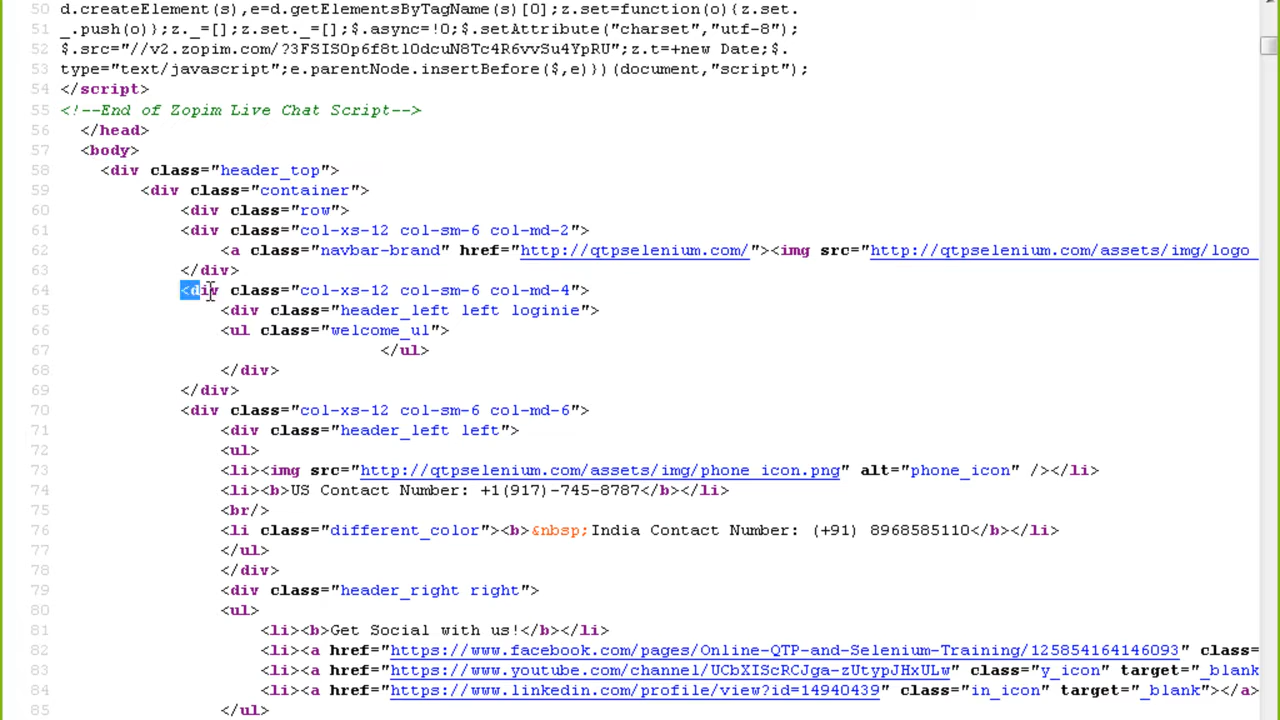 50 d.createElement(s),e=d.getElementsByTagName(s)[0];z.set=function(o){z.set.
51 _.push(o)};z._=[];z.set._=[];$.async=!0;$.setAttribute("charset","utf-8");
52 $.src="//v2.zopim.com/?3FSISOp6f8tlOdcuN8Tc4R6vvSu4YpRU";z.t=+new Date;$.
53 type="text/javascript";e.parentNode.insertBefore($,e)})(document,"script");
54 </script>
55 <!--End of Zopim Live Chat Script-->
56 </head>
57 <body>
58 <div class="header_top">
59 <div class="container">
60 <div class="row">
61 <div class="col-xs-12 col-sm-6 col-md-2">
62 <a class="navbar-brand" href="http://qtpselenium.com/"><img src="http://qtpselenium.com/assets/img/logo_
63 </div>
64 <div class="col-xs-12 col-sm-6 col-md-4">
65 <div class="header_left left loginie">
66 <ul class="welcome_ul">
67 </ul>
68 </div>
69 </div>
70 <div class="col-xs-12 col-sm-6 col-md-6">
71 <div class="header_left left">
72 <ul>
73 <li><img src="http://qtpselenium.com/assets/img/phone_icon.png" alt="phone_icon" /></li>
74 <li><b>US Contact Number: +1(917)-745-8787</b></li>
75 <br/>
76 <li class="different_color"><b>&nbsp;India Contact Number: (+91) 8968585110</b></li>
77 </ul>
78 </div>
79 <div class="header_right right">
80 <ul>
81 <li><b>Get Social with us!</b></li>
82 <li><a href="https://www.facebook.com/pages/Online-QTP-and-Selenium-Training/125854164146093" class=
83 <li><a href="https://www.youtube.com/channel/UCbXIScRCJga-zUtypJHxULw" class="y_icon" target="_blank
84 <li><a href="https://www.linkedin.com/profile/view?id=14940439" class="in_icon" target="_blank"></a>
85 </ul>